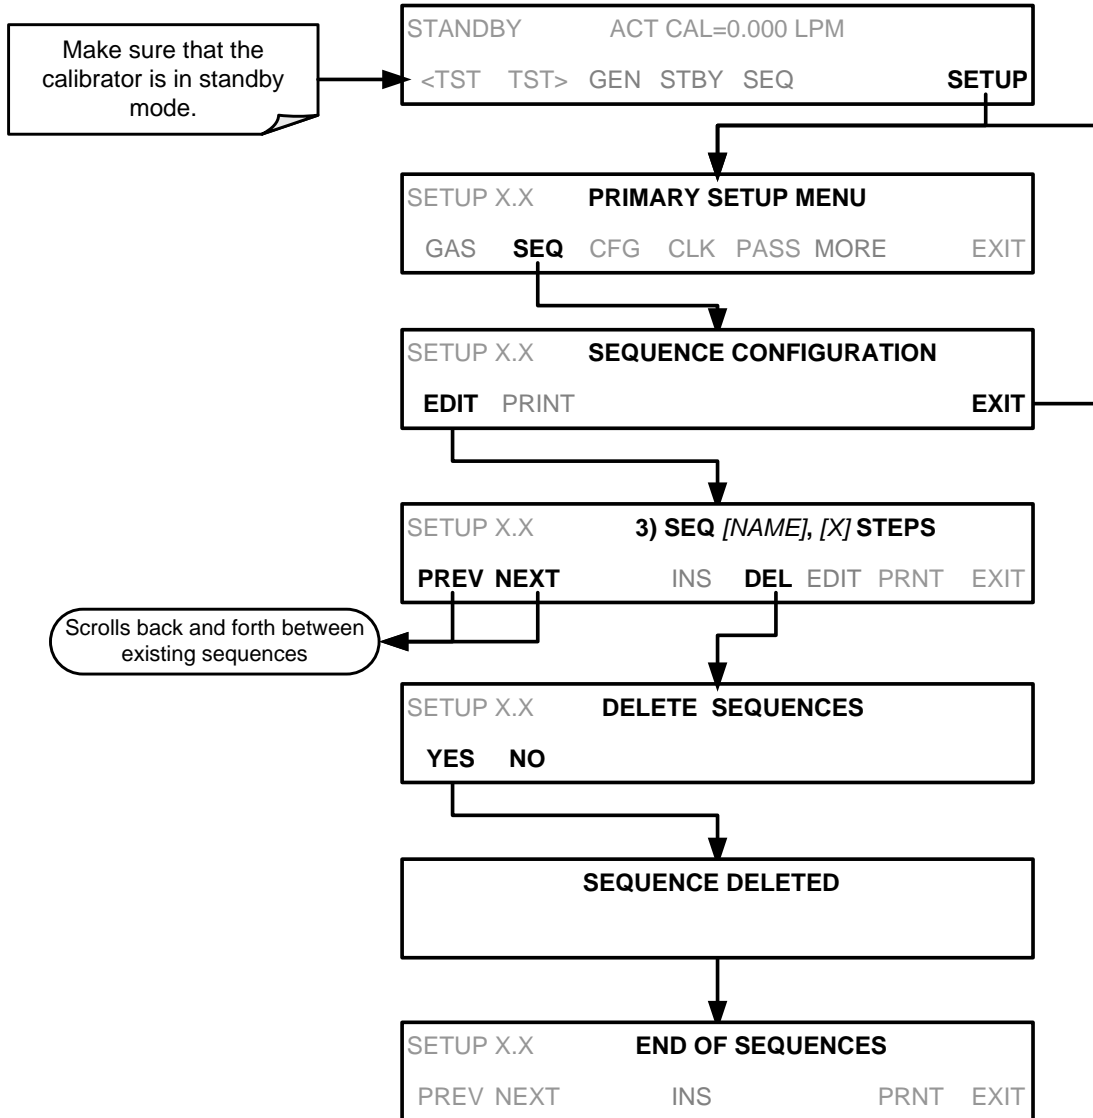 Make sure that the
calibrator is in standby
mode.
STANDBY ACT CAL=0.000 LPM
<TST TST> GEN STBY SEQ SETUP
SETUP X.X PRIMARY SETUP MENU
GAS SEQ CFG CLK PASS MORE EXIT
SETUP X.X SEQUENCE CONFIGURATION
EDIT PRINT EXIT
SETUP X.X 3) SEQ [NAME], [X] STEPS
PREV NEXT INS DEL EDIT PRNT EXIT
Scrolls back and forth between
existing sequences
SETUP X.X DELETE SEQUENCES
YES NO
SEQUENCE DELETED
SETUP X.X END OF SEQUENCES
PREV NEXT INS PRNT EXIT